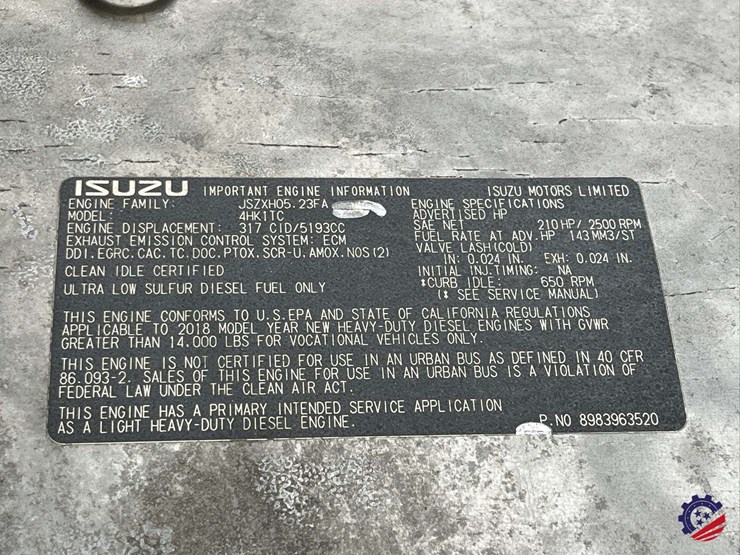 ISUZU IMPORTANT ENGINE INFORMATION ISUZU MOTORS LIMITED
ENGINE FAMILY: JSZXH05.23FA
MODEL: 4HK1TC
ENGINE DISPLACEMENT: 317 CID/5193CC
EXHAUST EMISSION CONTROL SYSTEM: ECM
DDI.EGRC.CAC.TC.DOC.PTOX.SCR-U.AMOX.NOS(2)
CLEAN IDLE CERTIFIED
ULTRA LOW SULFUR DIESEL FUEL ONLY
ENGINE SPECIFICATIONS
ADVERTISED HP
SAE NET 210HP/2500RPM
FUEL RATE AT ADV.HP 143MM3/ST
VALVE LASH(COLD)
IN: 0.024 IN. EXH: 0.024 IN.
INITIAL INJ.TIMING: NA
*CURB IDLE: 650 RPM
(* SEE SERVICE MANUAL)
THIS ENGINE CONFORMS TO U.S.EPA AND STATE OF CALIFORNIA REGULATIONS
APPLICABLE TO 2018 MODEL YEAR NEW HEAVY-DUTY DIESEL ENGINES WITH GVWR
GREATER THAN 14.000 LBS FOR VOCATIONAL VEHICLES ONLY.
THIS ENGINE IS NOT CERTIFIED FOR USE IN AN URBAN BUS AS DEFINED IN 40 CFR
86.093-2. SALES OF THIS ENGINE FOR USE IN AN URBAN BUS IS A VIOLATION OF
FEDERAL LAW UNDER THE CLEAN AIR ACT.
THIS ENGINE HAS A PRIMARY INTENDED SERVICE APPLICATION
AS A LIGHT HEAVY-DUTY DIESEL ENGINE.
P.NO 8983963520